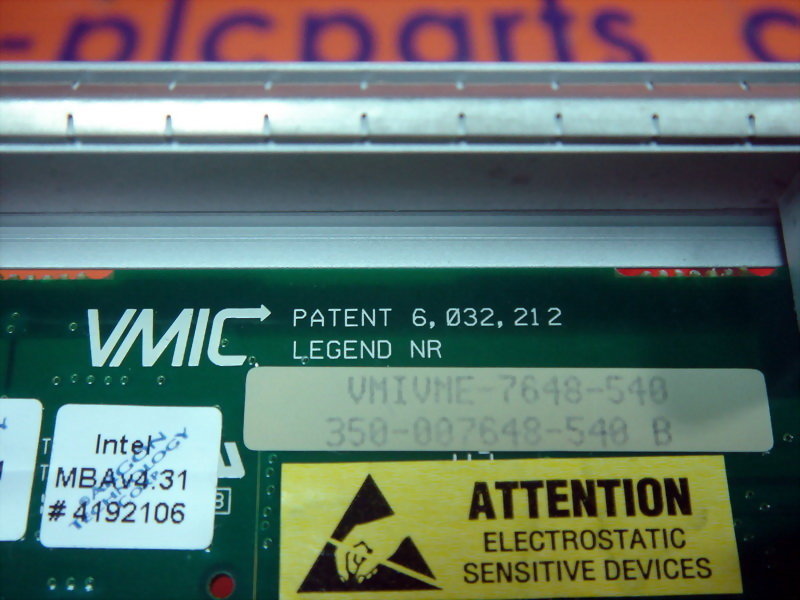 -plcparts
VMIC
PATENT 6,032,212
LEGEND NR
VMIVME-7648-540
350-007648-540 B
Intel
MBAv4.31
# 4192106
ATTENTION
ELECTROSTATIC
SENSITIVE DEVICES